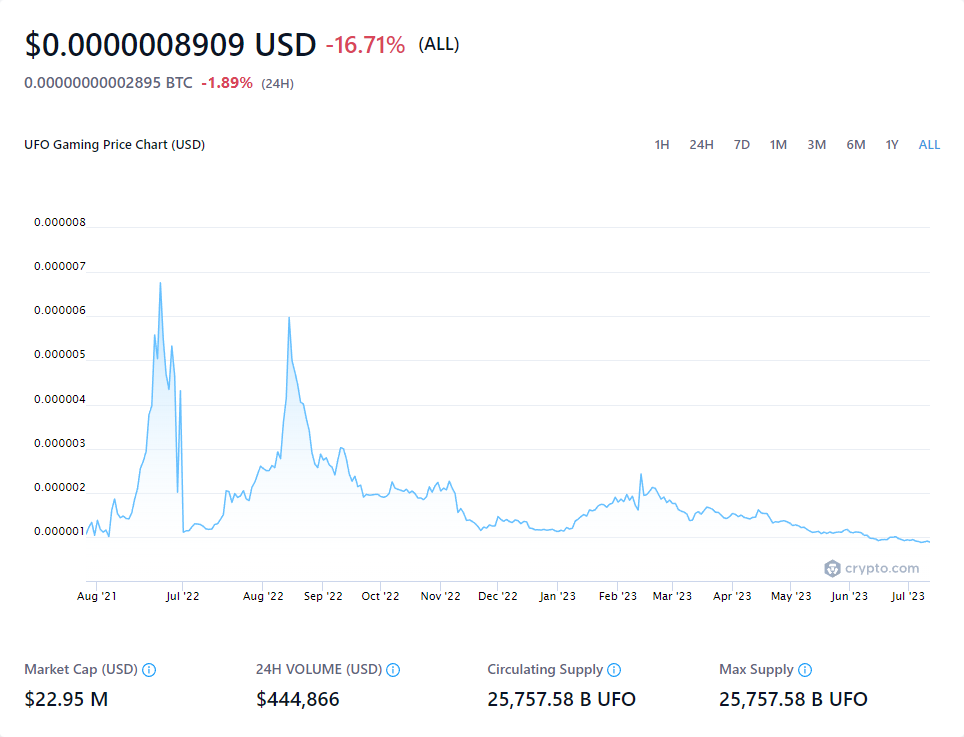 $0.0000008909 USD -16.71% (ALL)
0.00000000002895 BTC -1.89% (24H)
UFO Gaming Price Chart (USD) 1H 24H 7D 1M 3M 6M 1Y ALL
0.000008
0.000007
0.000006
0.000005
0.000004
0.000003
0.000002
0.000001
crypto.com
Aug '21 Jul '22 Aug '22 Sep '22 Oct '22 Nov '22 Dec '22 Jan '23 Feb '23 Mar '23 Apr '23 May '23 Jun '23 Jul '23
Market Cap (USD) 24H VOLUME (USD) Circulating Supply Max Supply
$22.95 M $444,866 25,757.58 B UFO 25,757.58 B UFO